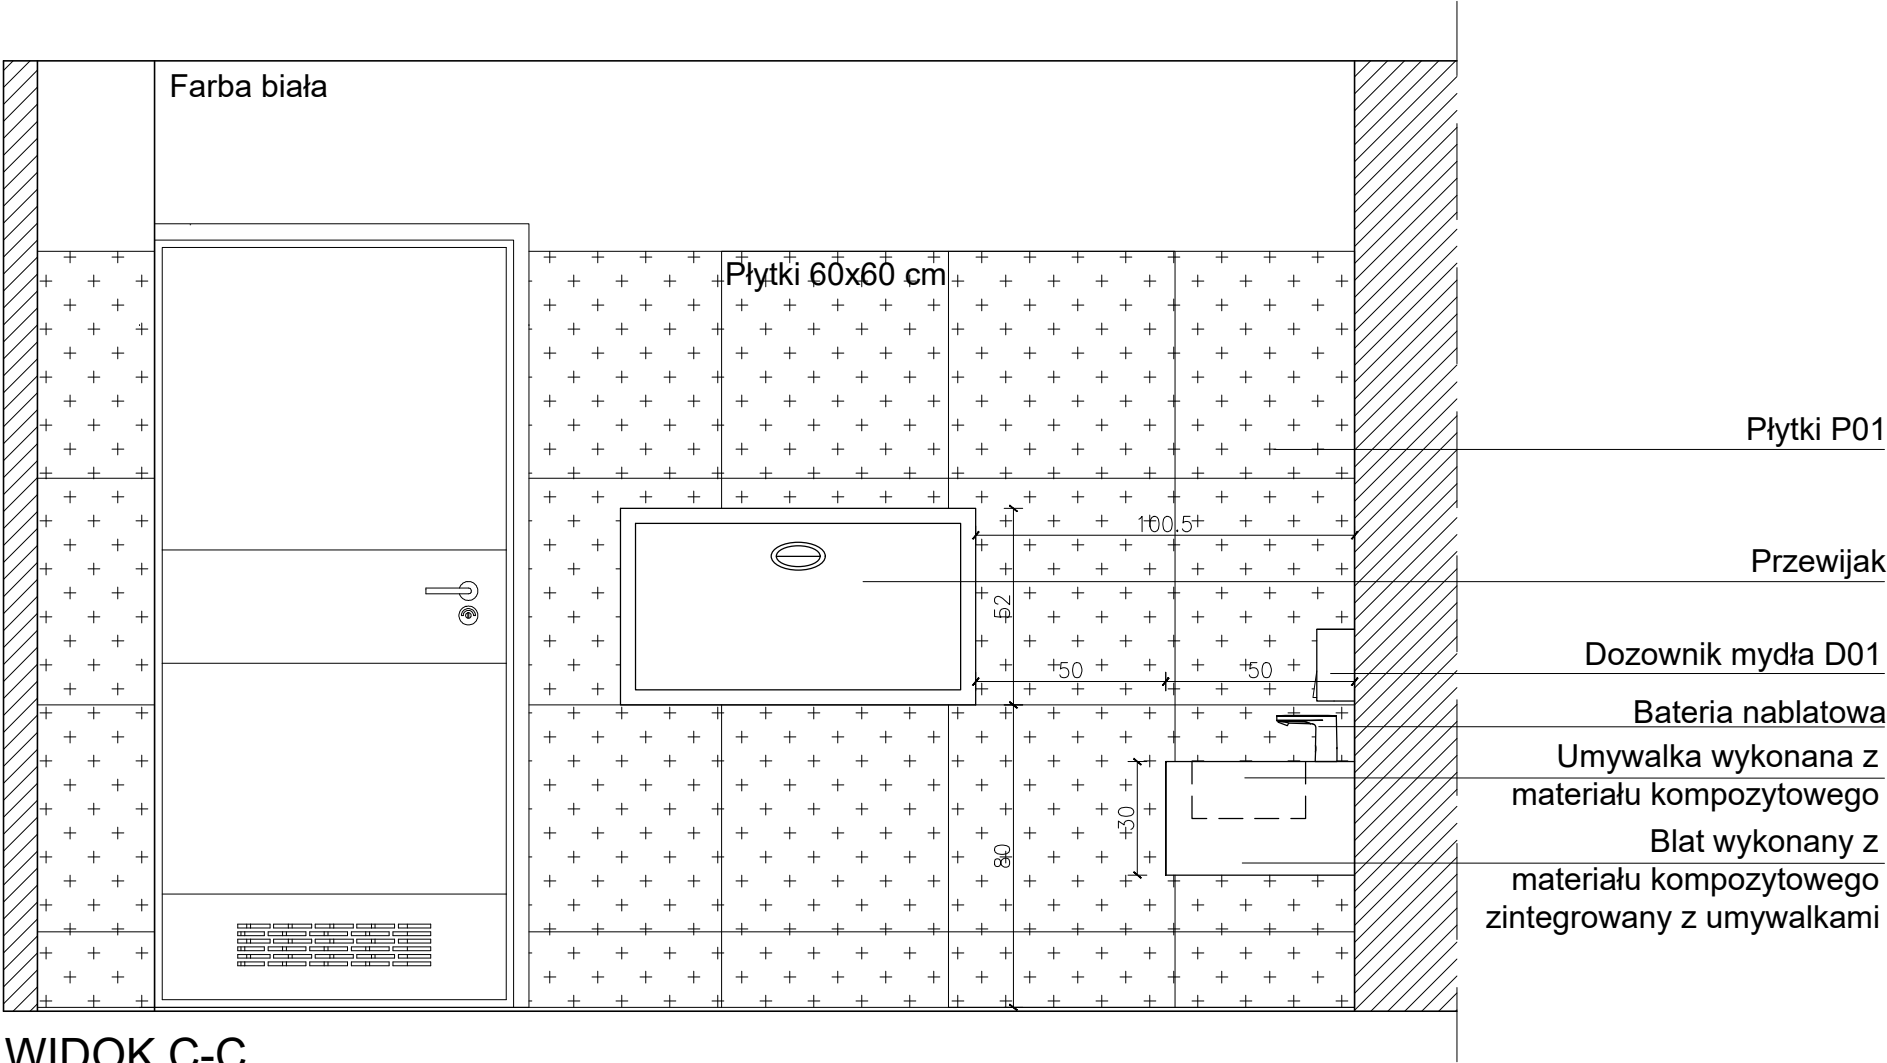 Farba biała
Płytki 60x60 cm
Płytki P01
100.5
Przewijak
52
Dozownik mydła D01
50
50
Bateria nablatowa
Umywalka wykonana z
materiału kompozytowego
30
Blat wykonany z
80
materiału kompozytowego
zintegrowany z umywalkami
WIDOK C-C